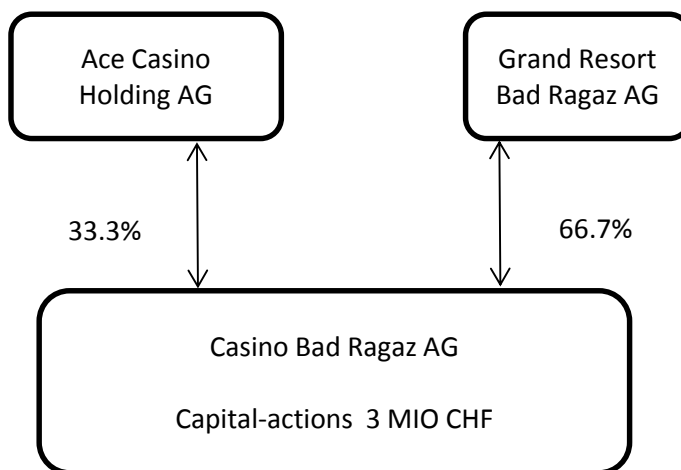 Ace Casino
Holding AG
Grand Resort
Bad Ragaz AG
33.3%
66.7%
Casino Bad Ragaz AG
Capital-actions 3 MIO CHF